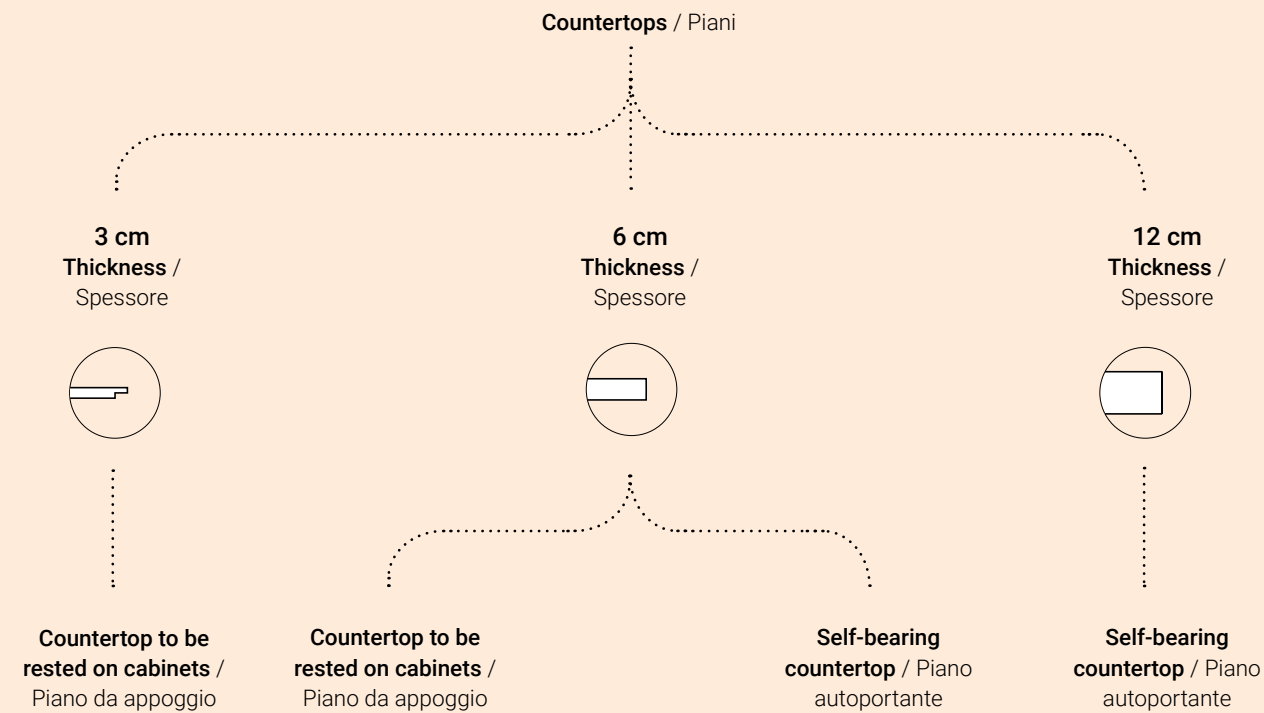 Countertops / Piani
3 cm
Thickness /
Spessore
6 cm
Thickness /
Spessore
12 cm
Thickness /
Spessore
Countertop to be
rested on cabinets /
Piano da appoggio
Countertop to be
rested on cabinets /
Piano da appoggio
Self-bearing
countertop / Piano
autoportante
Self-bearing
countertop / Piano
autoportante